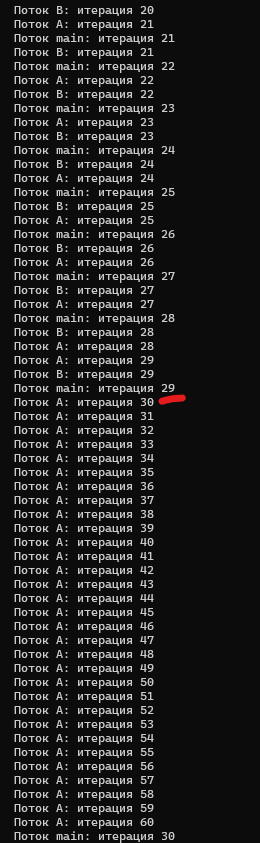 Поток B: итерация 20
Поток A: итерация 21
Поток main: итерация 21
Поток B: итерация 21
Поток main: итерация 22
Поток A: итерация 22
Поток B: итерация 22
Поток main: итерация 23
Поток A: итерация 23
Поток B: итерация 23
Поток main: итерация 24
Поток B: итерация 24
Поток A: итерация 24
Поток main: итерация 25
Поток B: итерация 25
Поток A: итерация 25
Поток main: итерация 26
Поток B: итерация 26
Поток A: итерация 26
Поток main: итерация 27
Поток B: итерация 27
Поток A: итерация 27
Поток main: итерация 28
Поток B: итерация 28
Поток A: итерация 28
Поток A: итерация 29
Поток B: итерация 29
Поток main: итерация 29
Поток A: итерация 30
Поток A: итерация 31
Поток A: итерация 32
Поток A: итерация 33
Поток A: итерация 34
Поток A: итерация 35
Поток A: итерация 36
Поток A: итерация 37
Поток A: итерация 38
Поток A: итерация 39
Поток A: итерация 40
Поток A: итерация 41
Поток A: итерация 42
Поток A: итерация 43
Поток A: итерация 44
Поток A: итерация 45
Поток A: итерация 46
Поток A: итерация 47
Поток A: итерация 48
Поток A: итерация 49
Поток A: итерация 50
Поток A: итерация 51
Поток A: итерация 52
Поток A: итерация 53
Поток A: итерация 54
Поток A: итерация 55
Поток A: итерация 56
Поток A: итерация 57
Поток A: итерация 58
Поток A: итерация 59
Поток A: итерация 60
Поток main: итерация 30